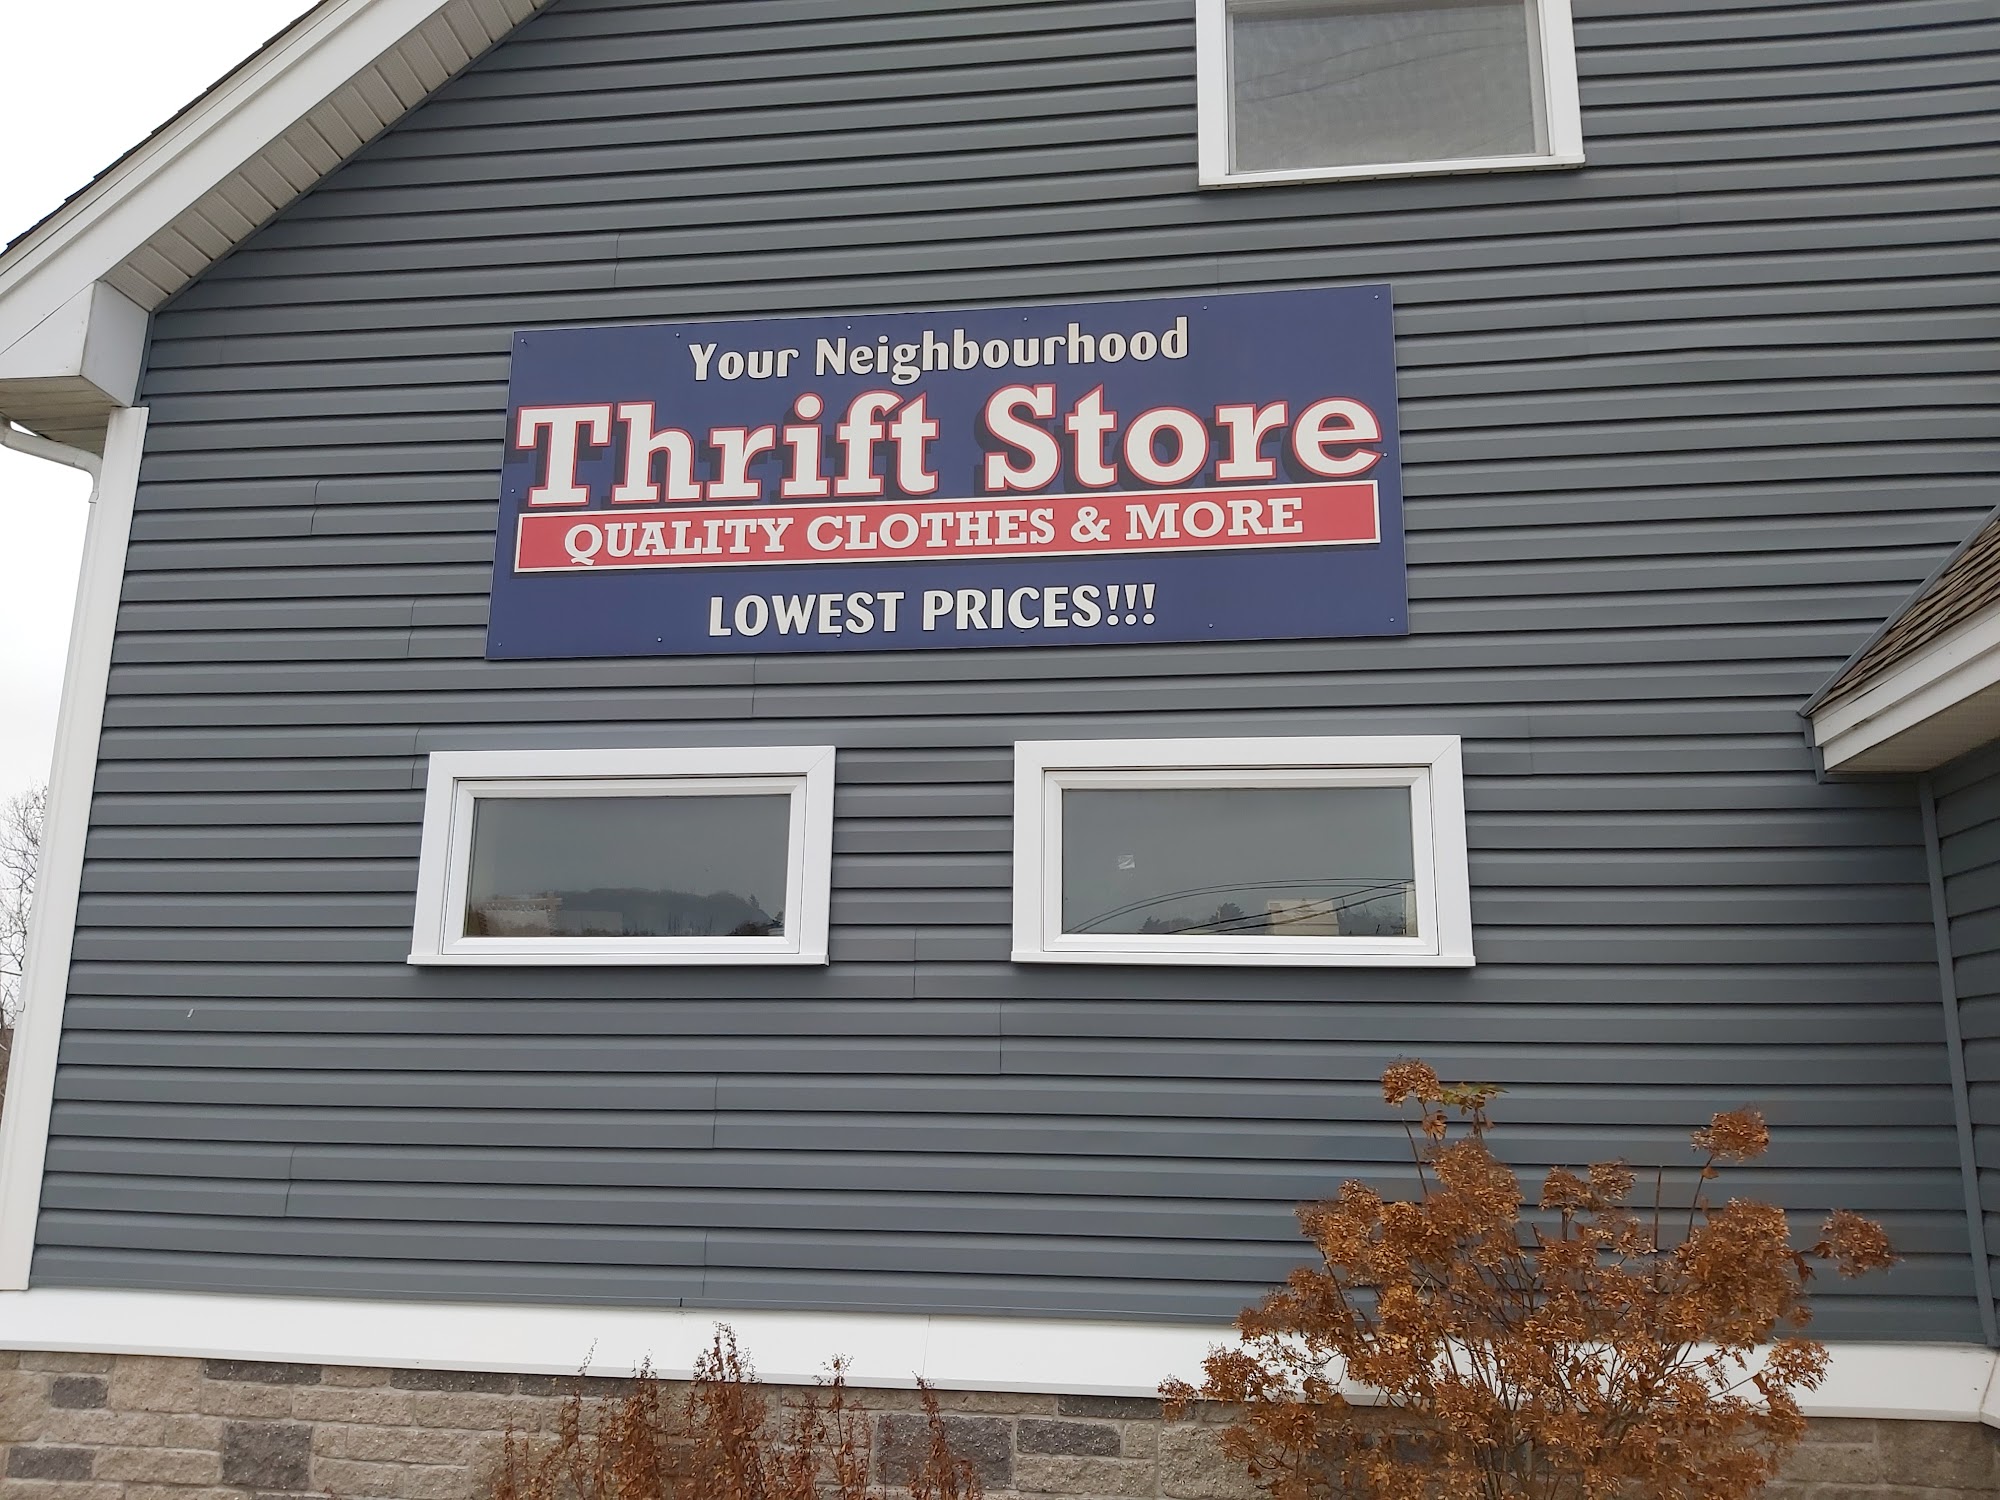 Your Neighbourhood
Thrift Store
QUALITY CLOTHES & MORE
LOWEST PRICES!!!